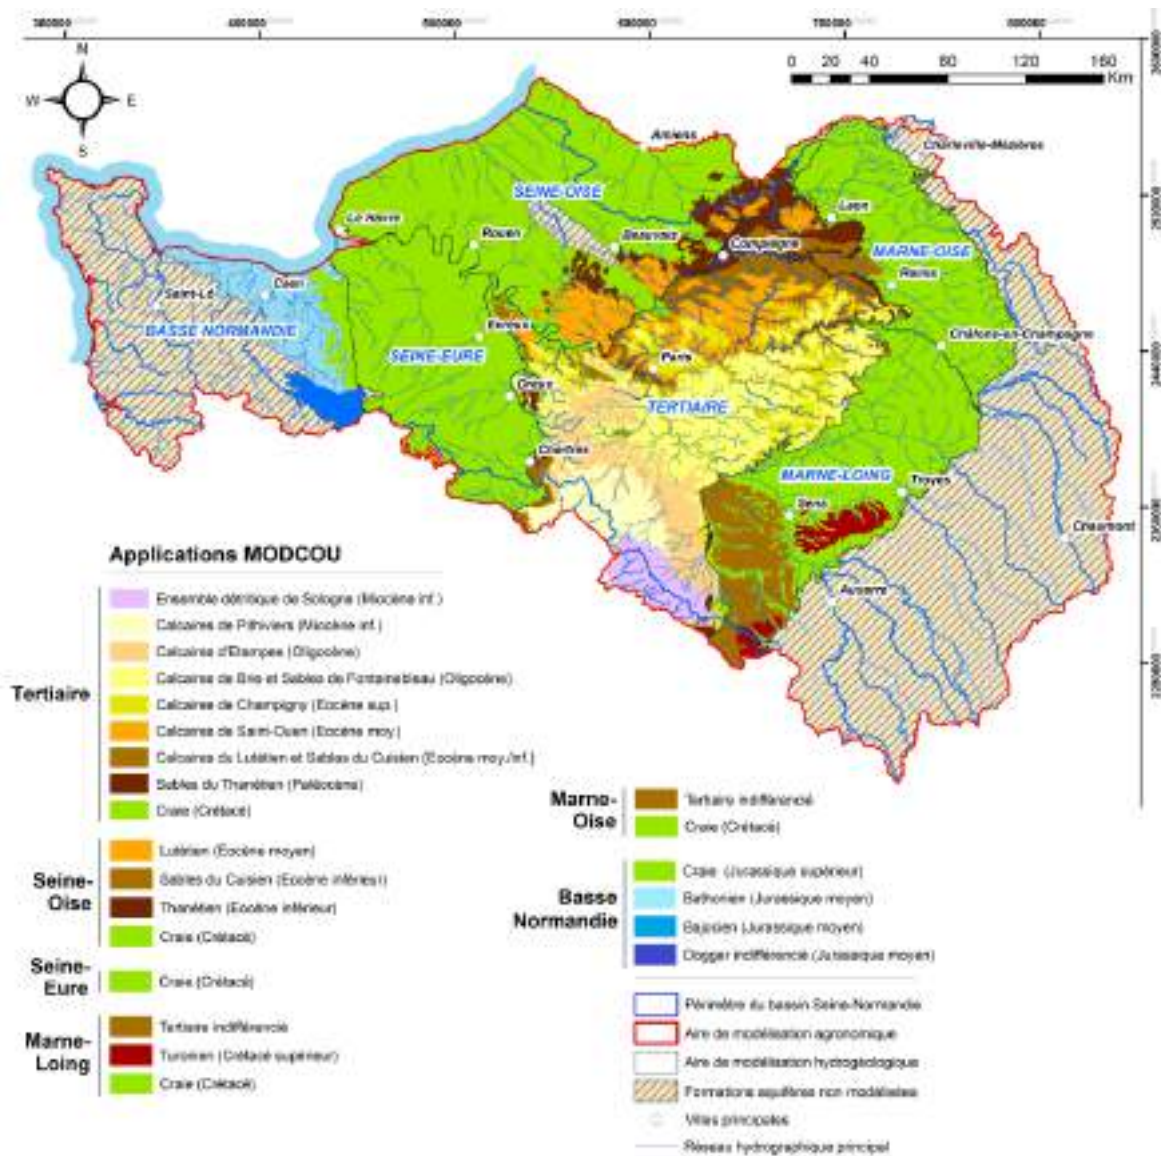 300000 400000 500000 600000 700000 800000
N
W E
S
0 20 40 80 120 160
Km
Amiens
Charleville-Mézières
SEINE-OISE
Laon
Le Havre
Rouen
Beauvais
Compiègne
MARNE-OISE
Reims
Caen
Saint-Lô
BASSE NORMANDIE
Evreux
SEINE-EURE
Châlons-en-Champagne
Paris
Dreux
TERTIAIRE
Chartres
MARNE-LOING
Troyes
Sens
Chaumont
Auxerre
Applications MODCOU
Tertiaire
Ensemble détritique de Sologne (Miocène inf.)
Calcaires de Pithiviers (Miocène inf.)
Calcaires d'Etampes (Oligocène)
Calcaires de Brie et Sables de Fontainebleau (Oligocène)
Calcaires de Champigny (Eocène sup.)
Calcaires de Saint-Ouen (Eocène moy.)
Calcaires du Lutétien et Sables du Cuisien (Eocène moy./inf.)
Sables du Thanétien (Paléocène)
Craie (Crétacé)
Seine-
Oise
Lutétien (Eocène moyen)
Sables du Cuisien (Eocène inférieur)
Thanétien (Eocène inférieur)
Craie (Crétacé)
Seine-
Eure
Craie (Crétacé)
Marne-
Loing
Tertiaire indifférencié
Turonien (Crétacé supérieur)
Craie (Crétacé)
Marne-
Oise
Tertiaire indifférencié
Craie (Crétacé)
Basse
Normandie
Craie (Jurassique supérieur)
Bathonien (Jurassique moyen)
Bajocien (Jurassique moyen)
Dogger indifférencié (Jurassique moyen)
Périmètre du bassin Seine-Normandie
Aire de modélisation agronomique
Aire de modélisation hydrogéologique
Formations aquifères non modélisées
Villes principales
Réseau hydrographique principal